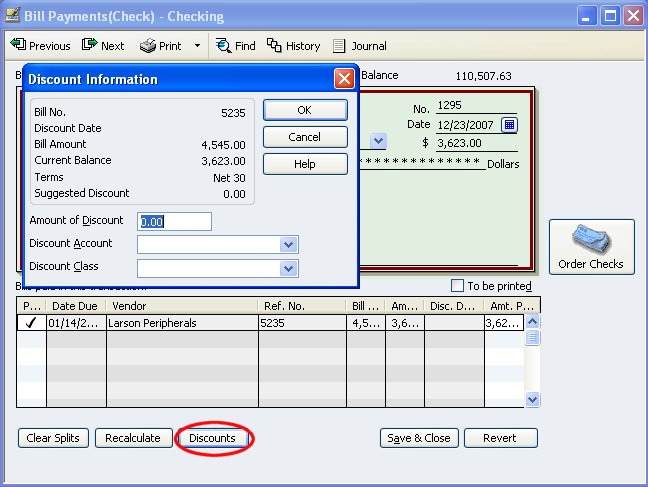 Bill Payments(Check) - Checking
Previous Next Print Find History Journal
Balance 110,507.63
Discount Information
Bill No. 5235
Discount Date
Bill Amount 4,545.00
Current Balance 3,623.00
Terms Net 30
Suggested Discount 0.00
OK
Cancel
Help
Amount of Discount 0.00
Discount Account
Discount Class
No. 1295
Date 12/23/2007
$ 3,623.00
* * * * * * * * * * * * * * Dollars
Order Checks
To be printed
P... Date Due Vendor Ref. No. Bill ... Am... Disc. D... Amt. P...
01/14/2... Larson Peripherals 5235 4,5... 3,6... 3,62...
Clear Splits Recalculate Discounts Save & Close Revert